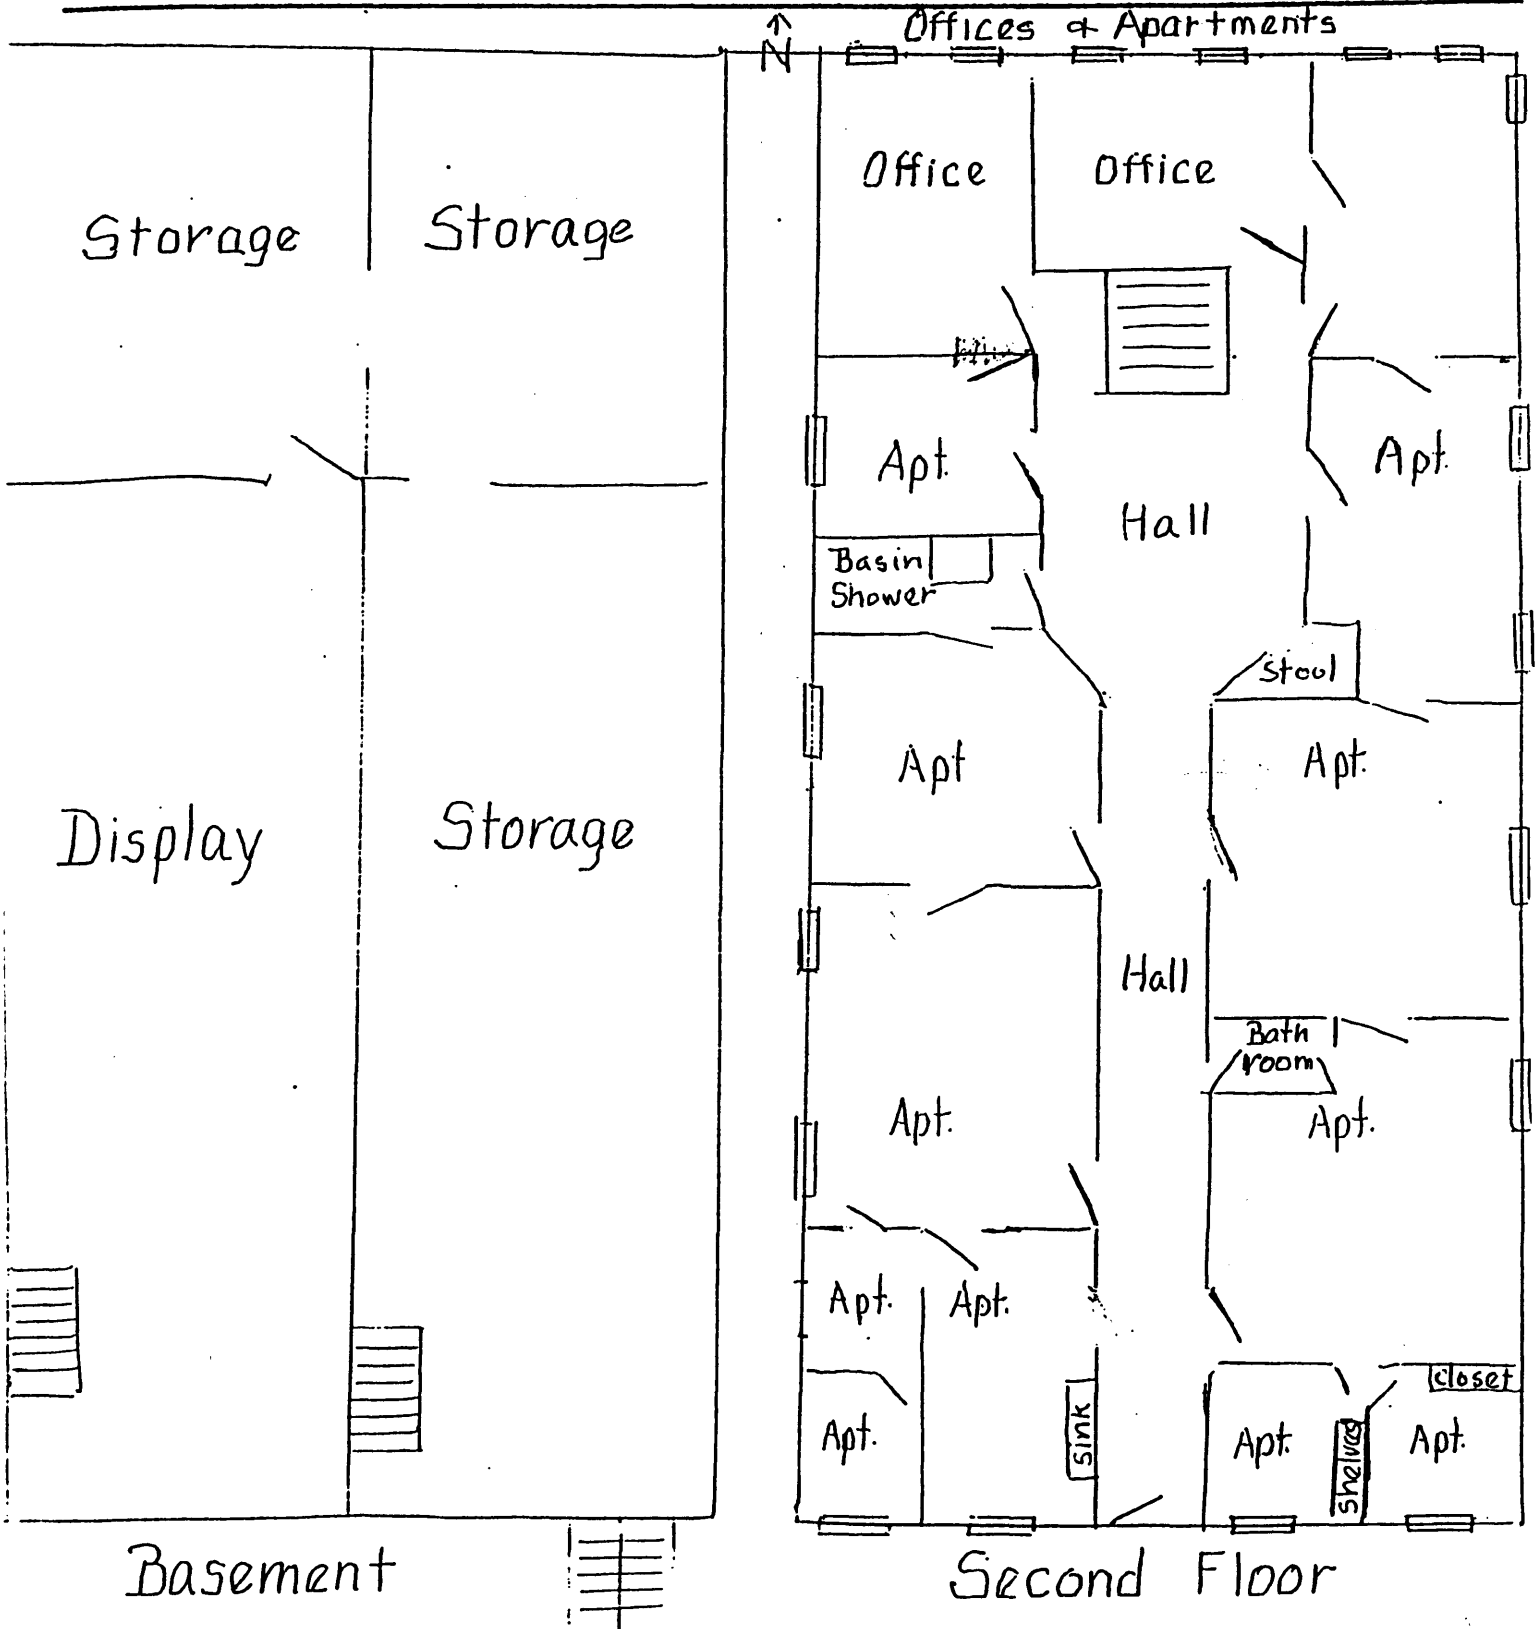 Offices & Apartments
N
Office
Office
Storage
Storage
Apt.
Apt.
Hall
Basin
Shower
Stool
Apt
Apt.
Display
Storage
Hall
Bath
room
Apt.
Apt.
Apt.
Apt.
closet
Apt.
sink
Apt.
shelves
Apt.
Basement
Second Floor